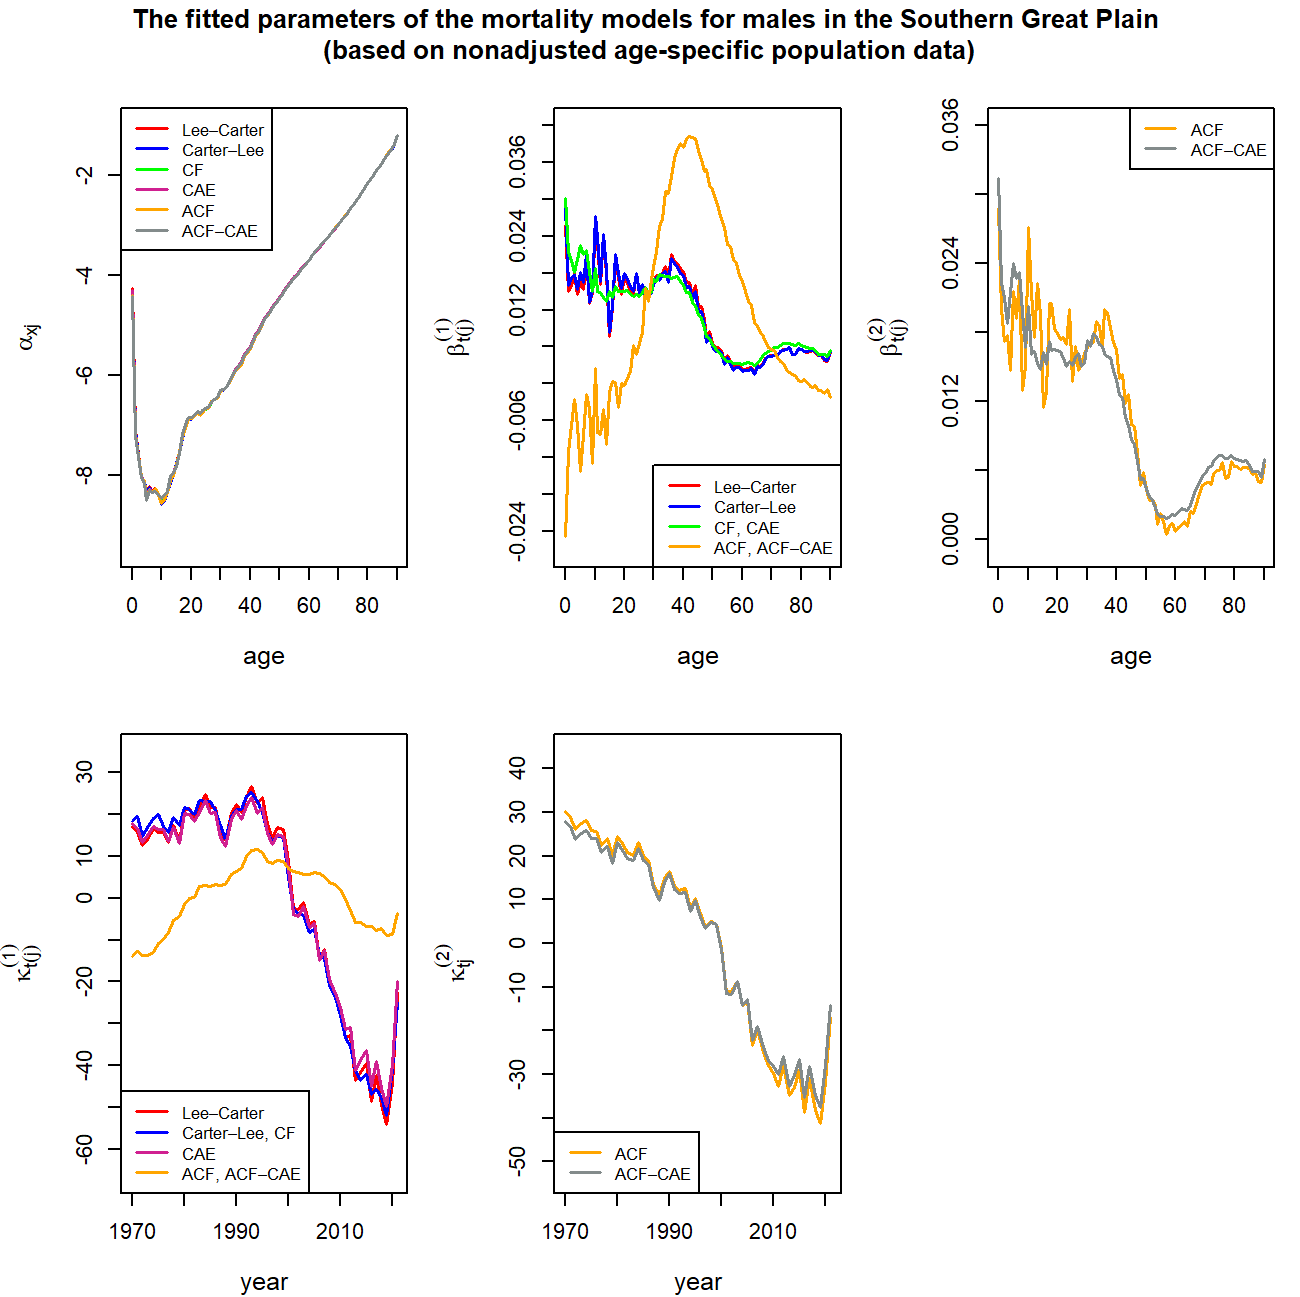 The fitted parameters of the mortality models for males in the Southern Great Plain
(based on nonadjusted age-specific population data)
αxj
-2
-4
-6
-8
Lee–Carter
Carter–Lee
CF
CAE
ACF
ACF–CAE
0 20 40 60 80
age
β(1)t(j)
0.036
0.024
0.012
-0.006
-0.024
Lee–Carter
Carter–Lee
CF, CAE
ACF, ACF–CAE
0 20 40 60 80
age
β(2)t(j)
0.036
0.024
0.012
0.000
ACF
ACF–CAE
0 20 40 60 80
age
κ(1)t(j)
30
10
0
-20
-40
-60
Lee–Carter
Carter–Lee, CF
CAE
ACF, ACF–CAE
1970 1990 2010
year
κ(2)tj
40
30
20
10
0
-10
-30
-50
ACF
ACF–CAE
1970 1990 2010
year